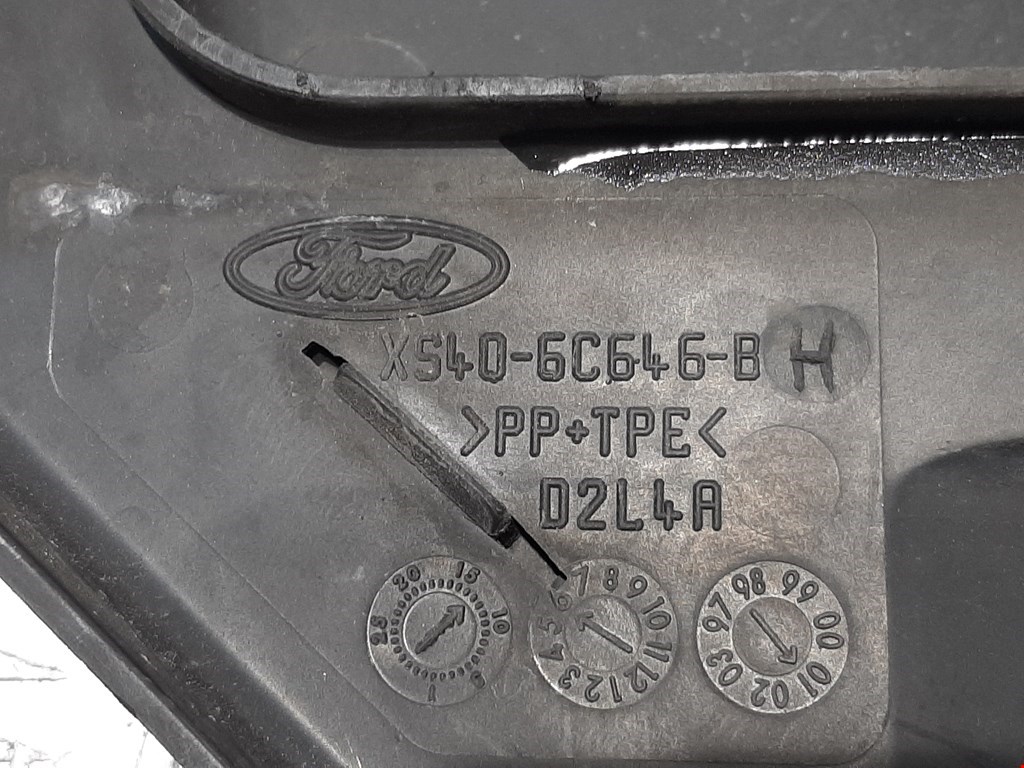 Ford
XS4Q-6C646-B H
>PP+TPE<
D2L4A
1 5 10 15 20 25
1 2 3 4 5 6 7 8 9 10 11 12
97 98 99 00 01 02 03